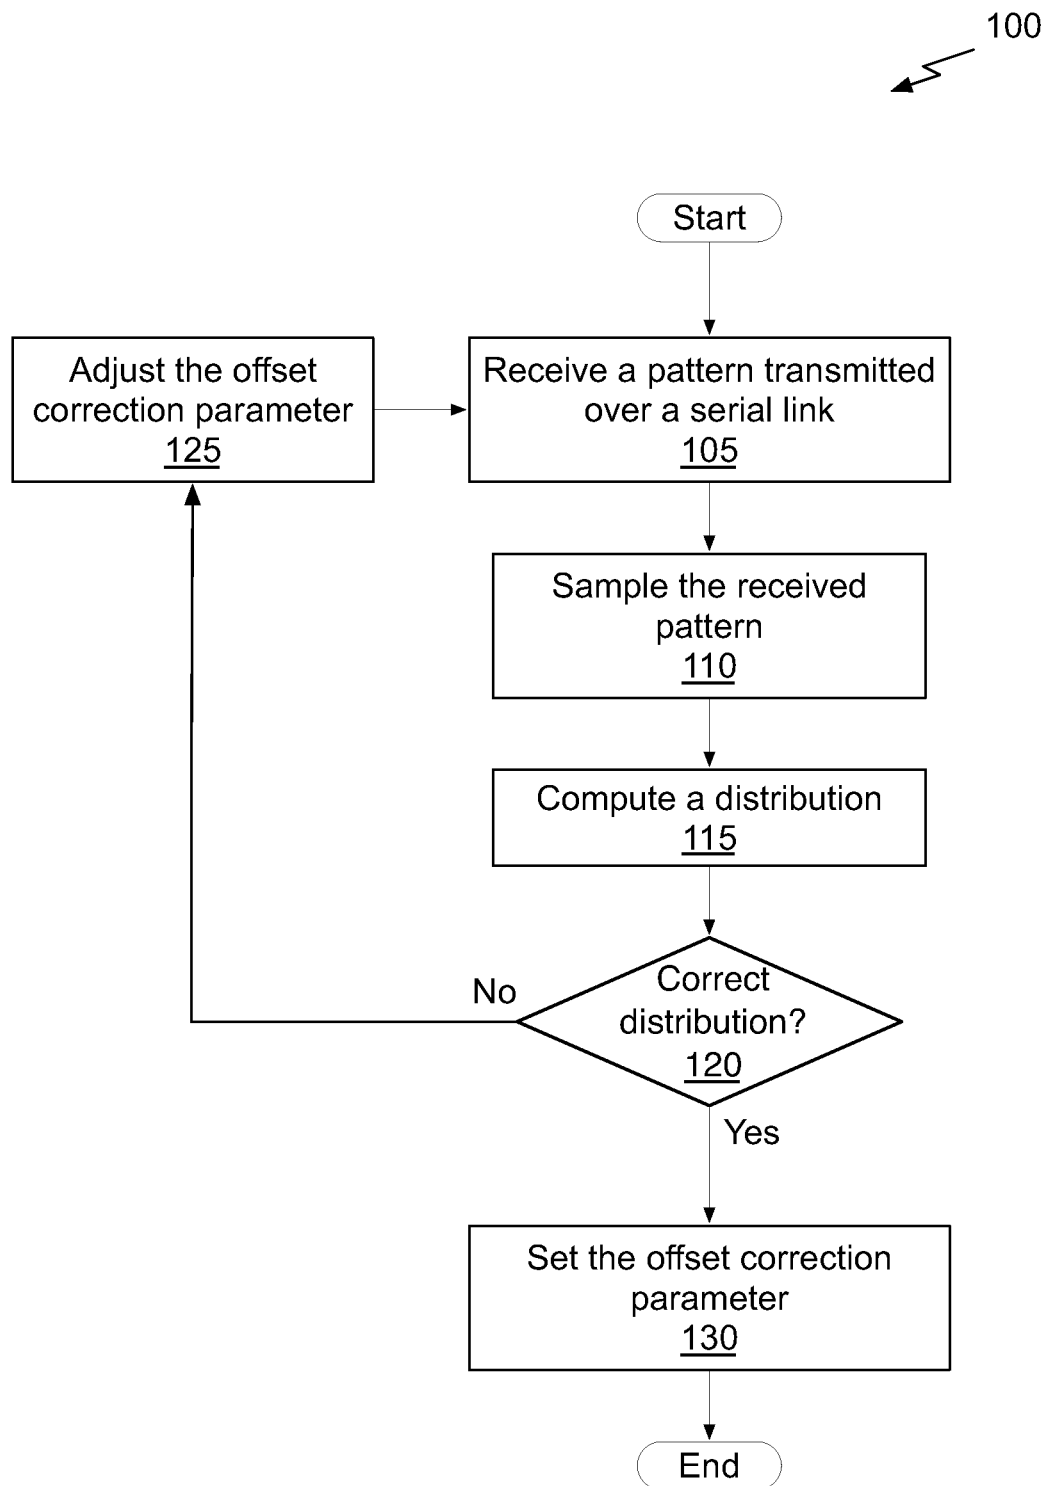 100
Start
Adjust the offset
correction parameter
125
Receive a pattern transmitted
over a serial link
105
Sample the received
pattern
110
Compute a distribution
115
No
Correct
distribution?
120
Yes
Set the offset correction
parameter
130
End